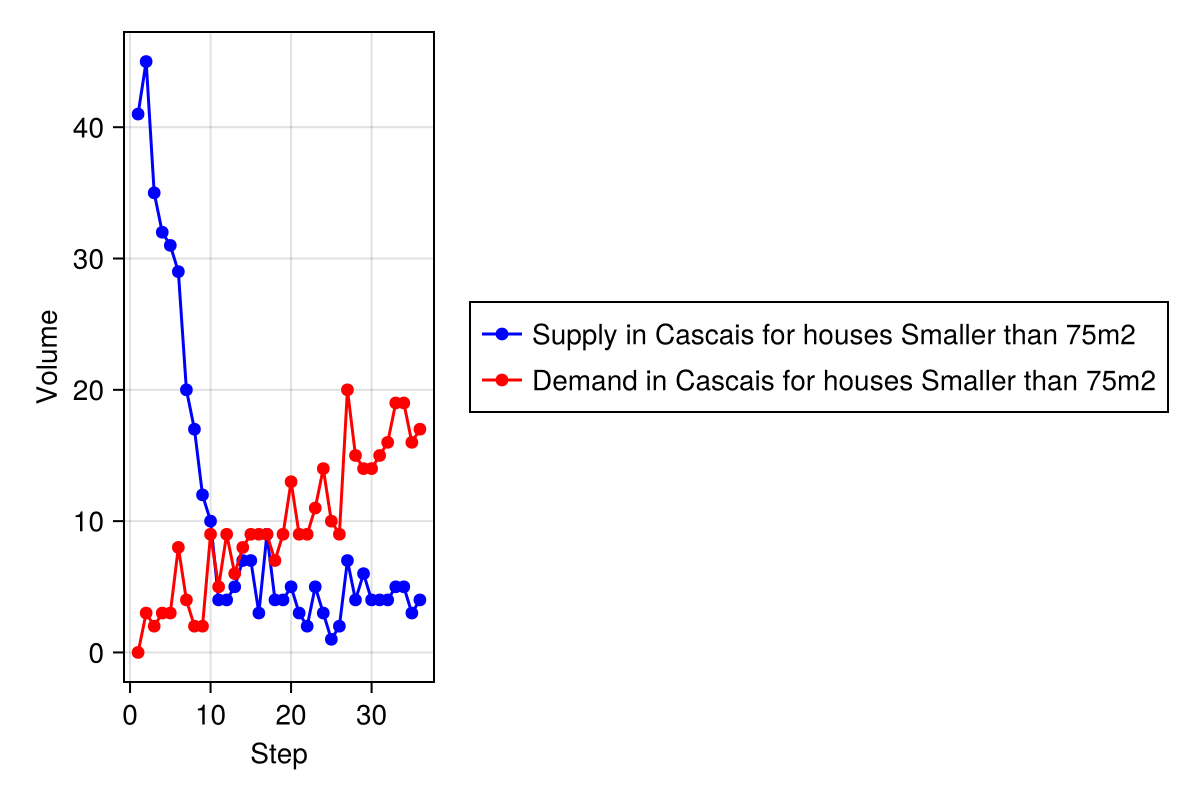 Volume
40
30
20
10
0
0 10 20 30
Step
Supply in Cascais for houses Smaller than 75m2
Demand in Cascais for houses Smaller than 75m2